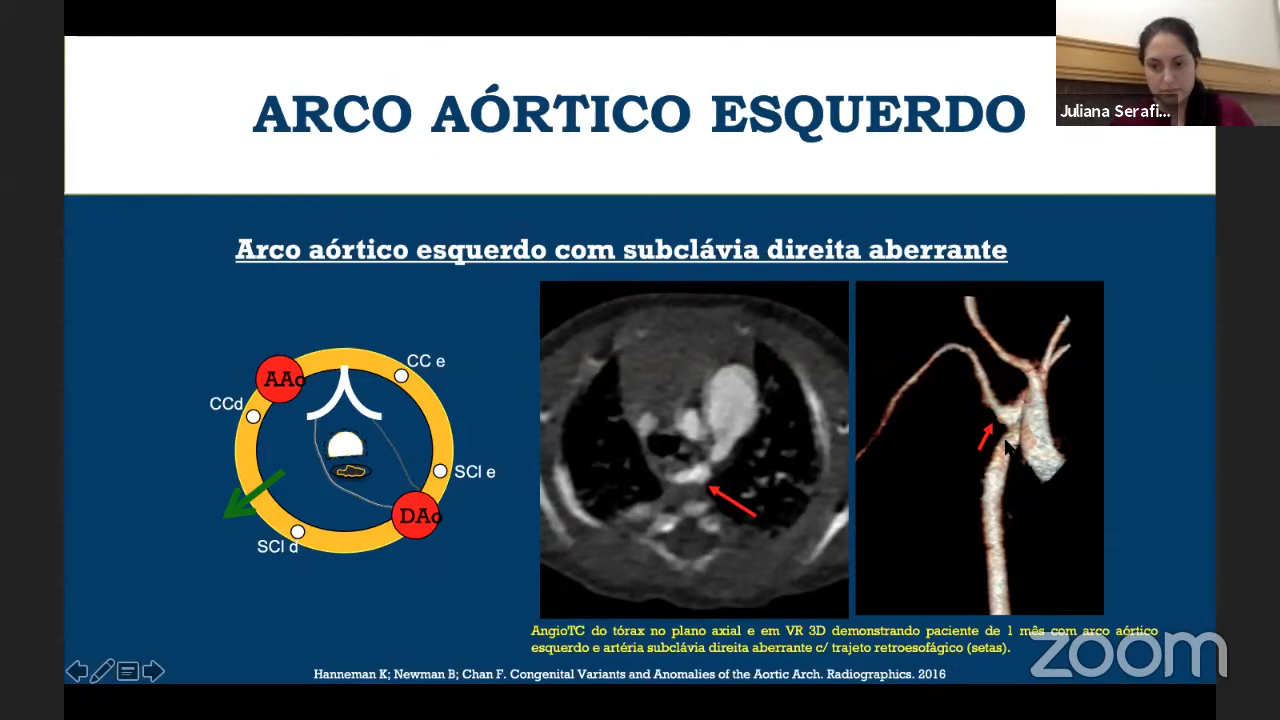 ARCO AÓRTICO ESQUERDO
Juliana Serafi...
Arco aórtico esquerdo com subclávia direita aberrante
CC e
AAo
CCd
SCl e
DAo
SCl d
AngioTC do tórax no plano axial e em VR 3D demonstrando paciente de 1 mês com arco aórtico
esquerdo e artéria subclávia direita aberrante c/ trajeto retroesofágico (setas).
zoom
Hanneman K; Newman B; Chan F. Congenital Variants and Anomalies of the Aortic Arch. Radiographics. 2016